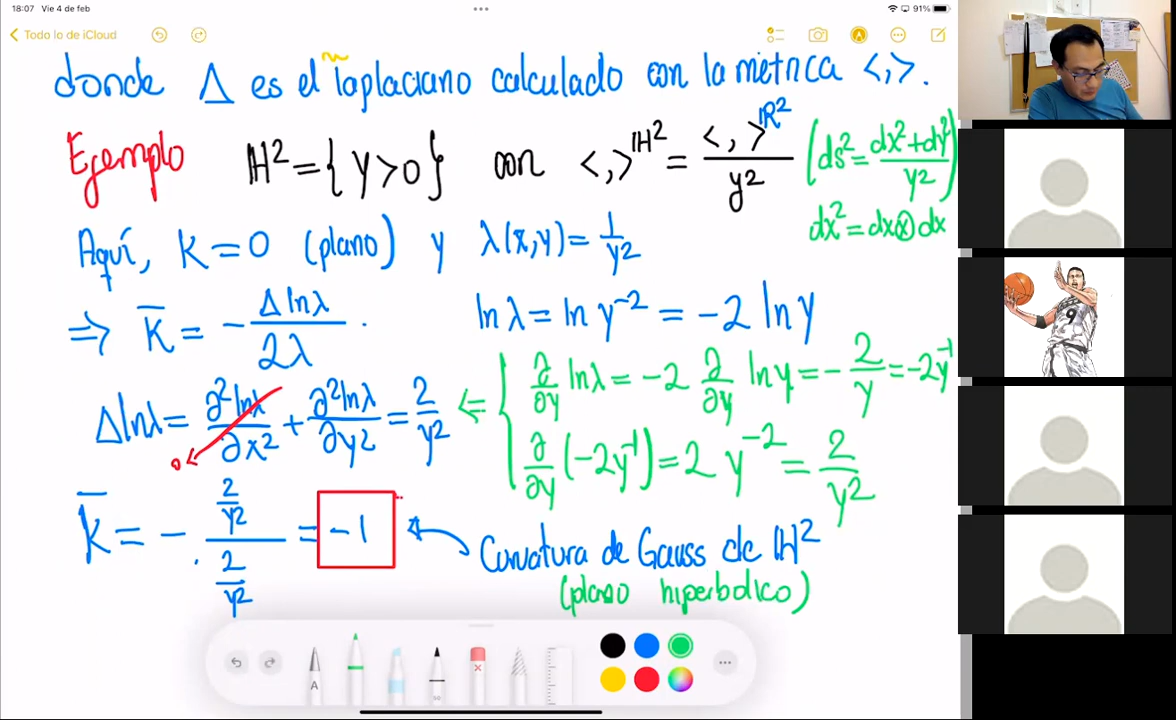 18:07 Vie 4 de feb
91%
Todo lo de iCloud
donde Δ es el laplaciano calculado con la métrica <,>.
Ejemplo ℍ²={y>0} con <,>^ℍ² = <,>^ℝ² / y² (ds² = (dx²+dy²)/y²)
dx²=dx⊗dx
Aquí, K=0 (plano) y λ(x,y)=1/y²
⇒ K̅ = - Δlnλ / 2λ . lnλ = ln y⁻² = -2 ln y
Δlnλ = ∂²lnλ/∂x² + ∂²lnλ/∂y² = 2/y² ⇐ { ∂/∂y lnλ = -2 ∂/∂y ln y = - 2/y = -2y⁻¹
0
∂/∂y (-2y⁻¹) = 2 y⁻² = 2/y²
K̅ = - (2/y²) / (2/y²) = -1 ← Curvatura de Gauss de ℍ²
(plano hiperbólico)
A
50
9